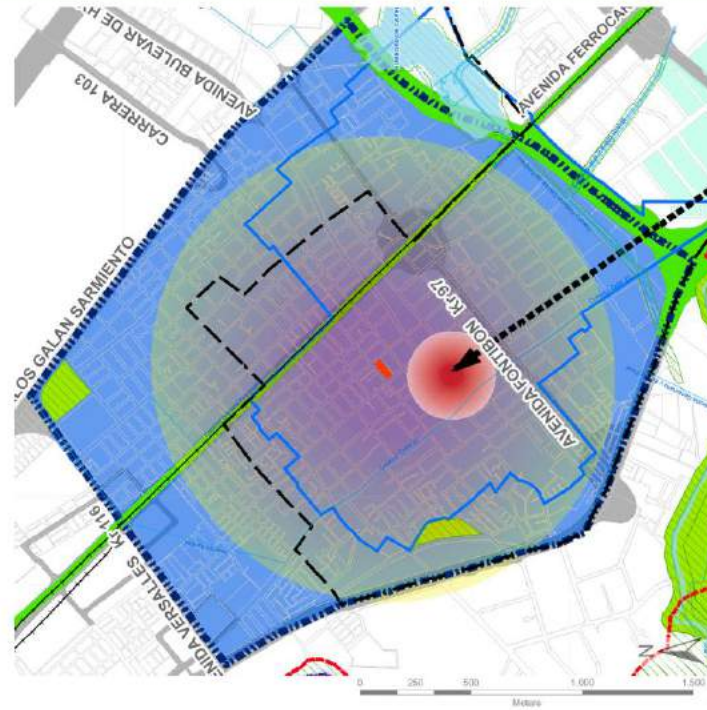 AVENIDA BULEVAR DE H
CARRERA 103
AVENIDA FERROCAR
LOS GALAN SARMIENTO
AVENIDA FONTIBON Kr-97
ENIDA VERSALLES Kr-116
N
0 250 500 1.000 1.500
Meters